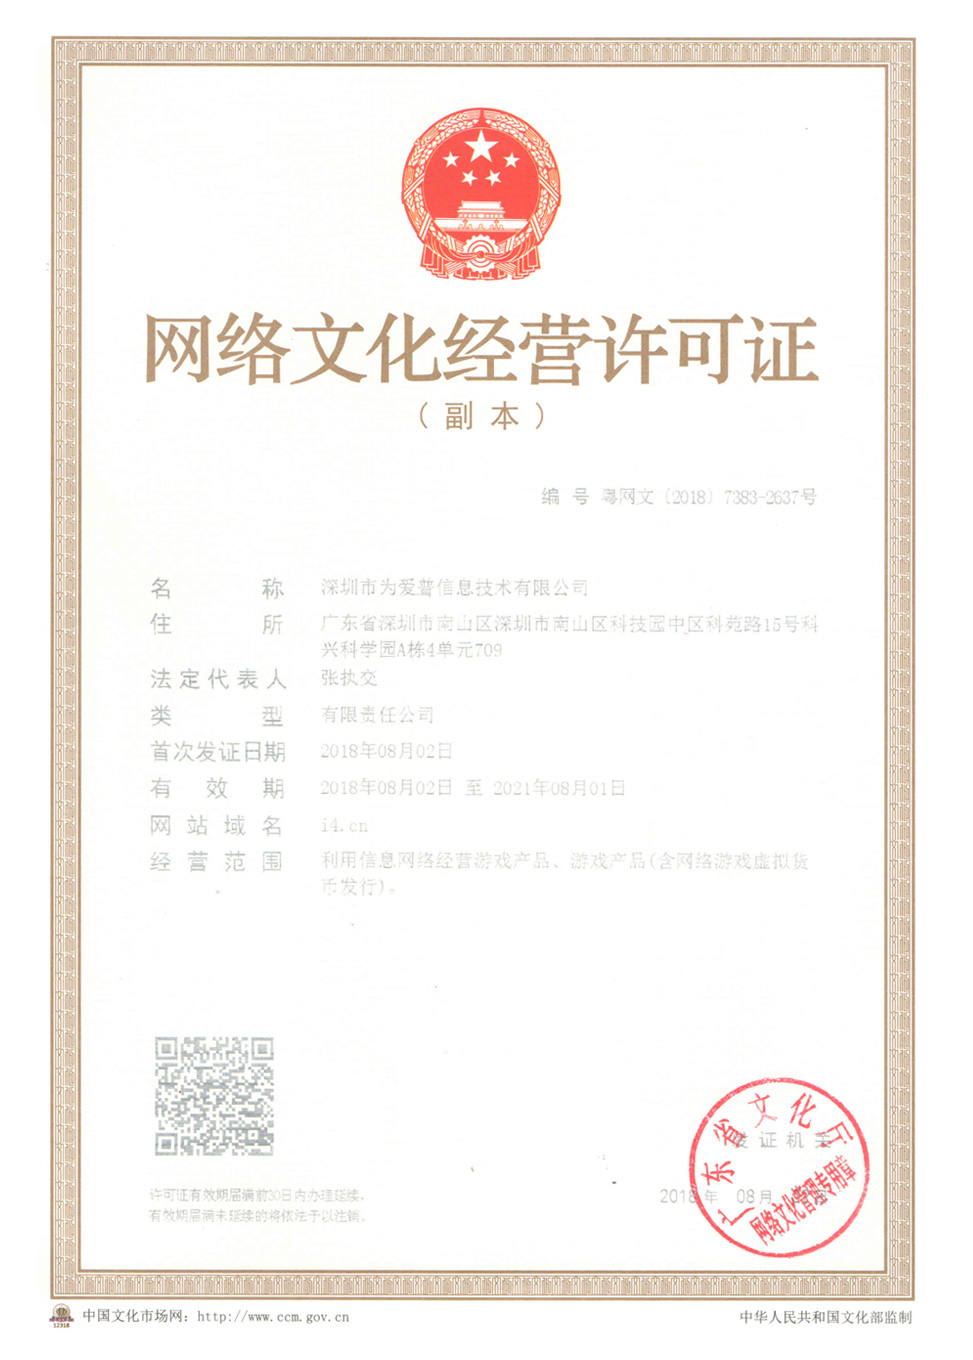 网络文化经营许可证
（副本）
编 号 粤网文〔2018〕7383-2637号
名 称 深圳市为爱普信息技术有限公司
住 所 广东省深圳市南山区深圳市南山区科技园中区科苑路15号科
兴科学园A栋4单元709
法定代表人 张执交
类 型 有限责任公司
首次发证日期 2018年08月02日
有 效 期 2018年08月02日 至 2021年08月01日
网 站 域 名 i4.cn
经 营 范 围 利用信息网络经营游戏产品、游戏产品(含网络游戏虚拟货
币发行)。
广东省文化厅
网络文化管理专用章
发证机关
2018 年 08 月
许可证有效期届满前30日内办理延续，
有效期届满未延续的将依法予以注销。
12318
中国文化市场网：http://www.ccm.gov.cn
中华人民共和国文化部监制